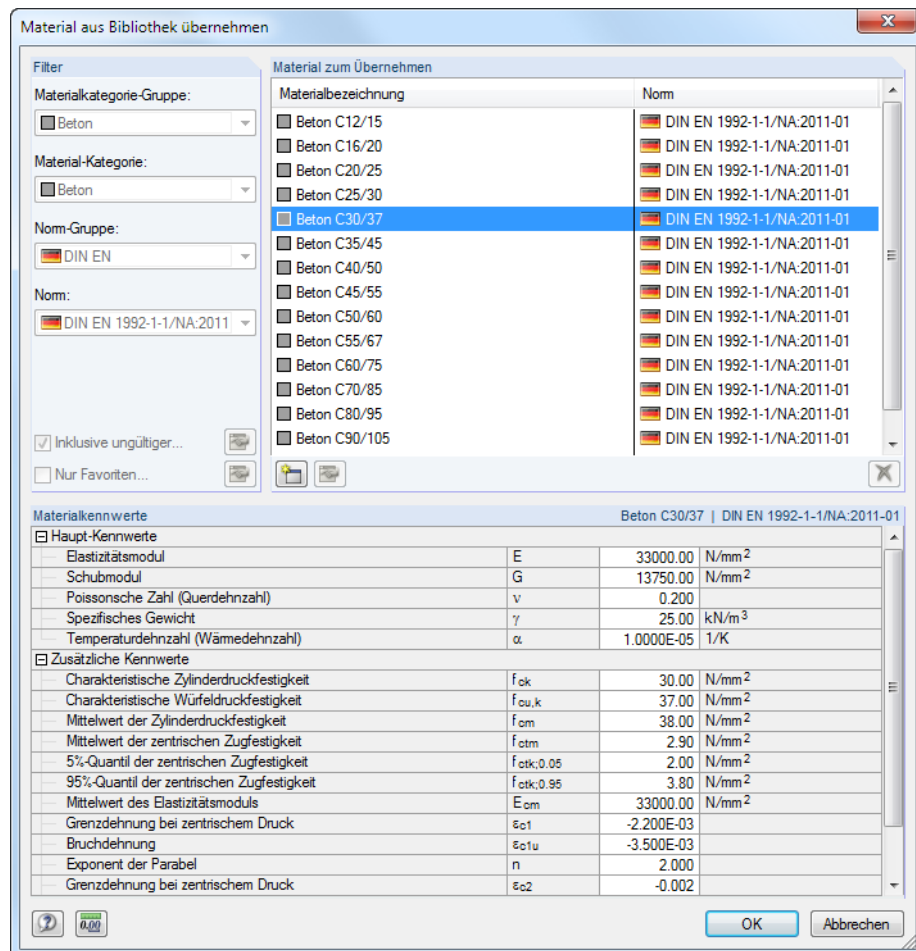 Material aus Bibliothek übernehmen
Filter
Materialkategorie-Gruppe:
Beton
Material-Kategorie:
Beton
Norm-Gruppe:
DIN EN
Norm:
DIN EN 1992-1-1/NA:2011
Inklusive ungültiger...
Nur Favoriten...
Material zum Übernehmen
Materialbezeichnung Norm
Beton C12/15 DIN EN 1992-1-1/NA:2011-01
Beton C16/20 DIN EN 1992-1-1/NA:2011-01
Beton C20/25 DIN EN 1992-1-1/NA:2011-01
Beton C25/30 DIN EN 1992-1-1/NA:2011-01
Beton C30/37 DIN EN 1992-1-1/NA:2011-01
Beton C35/45 DIN EN 1992-1-1/NA:2011-01
Beton C40/50 DIN EN 1992-1-1/NA:2011-01
Beton C45/55 DIN EN 1992-1-1/NA:2011-01
Beton C50/60 DIN EN 1992-1-1/NA:2011-01
Beton C55/67 DIN EN 1992-1-1/NA:2011-01
Beton C60/75 DIN EN 1992-1-1/NA:2011-01
Beton C70/85 DIN EN 1992-1-1/NA:2011-01
Beton C80/95 DIN EN 1992-1-1/NA:2011-01
Beton C90/105 DIN EN 1992-1-1/NA:2011-01
Materialkennwerte Beton C30/37 | DIN EN 1992-1-1/NA:2011-01
Haupt-Kennwerte
Elastizitätsmodul E 33000.00 N/mm²
Schubmodul G 13750.00 N/mm²
Poissonsche Zahl (Querdehnzahl) ν 0.200
Spezifisches Gewicht γ 25.00 kN/m³
Temperaturdehnzahl (Wärmedehnzahl) α 1.0000E-05 1/K
Zusätzliche Kennwerte
Charakteristische Zylinderdruckfestigkeit fck 30.00 N/mm²
Charakteristische Würfeldruckfestigkeit fcu,k 37.00 N/mm²
Mittelwert der Zylinderdruckfestigkeit fcm 38.00 N/mm²
Mittelwert der zentrischen Zugfestigkeit fctm 2.90 N/mm²
5%-Quantil der zentrischen Zugfestigkeit fctk;0.05 2.00 N/mm²
95%-Quantil der zentrischen Zugfestigkeit fctk;0.95 3.80 N/mm²
Mittelwert des Elastizitätsmoduls Ecm 33000.00 N/mm²
Grenzdehnung bei zentrischem Druck εc1 -2.200E-03
Bruchdehnung εc1u -3.500E-03
Exponent der Parabel n 2.000
Grenzdehnung bei zentrischem Druck εc2 -0.002
0.00
OK Abbrechen